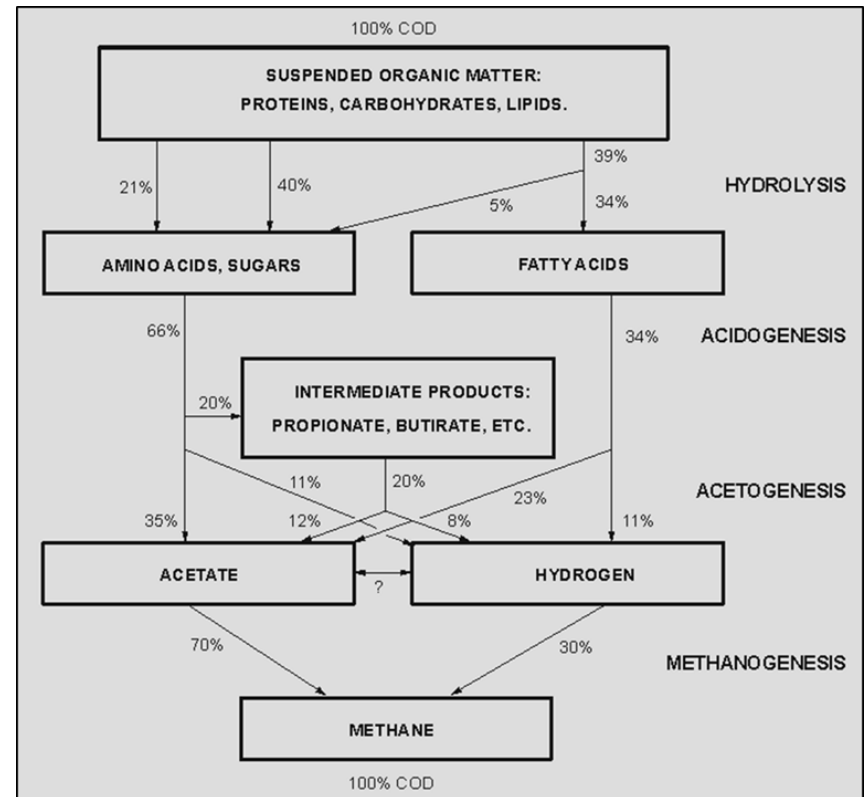 100% COD
SUSPENDED ORGANIC MATTER:
PROTEINS, CARBOHYDRATES, LIPIDS.
39%
21%
40%
HYDROLYSIS
5%
34%
AMINO ACIDS, SUGARS
FATTY ACIDS
66%
34%
ACIDOGENESIS
INTERMEDIATE PRODUCTS:
20%
PROPIONATE, BUTIRATE, ETC.
11%
20%
23%
ACETOGENESIS
35%
12%
8%
11%
ACETATE
HYDROGEN
?
70%
30%
METHANOGENESIS
METHANE
100% COD